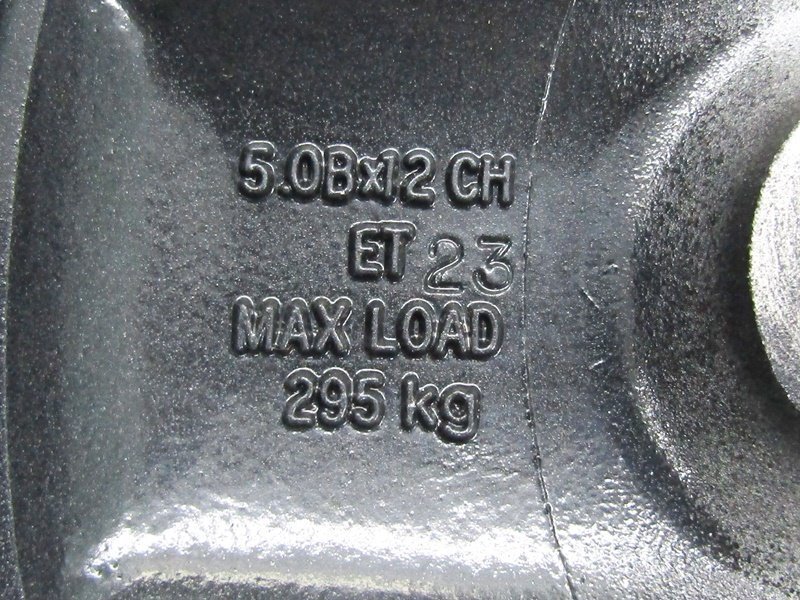 5.0Bx12 CH
ET 23
MAX LOAD
295 kg